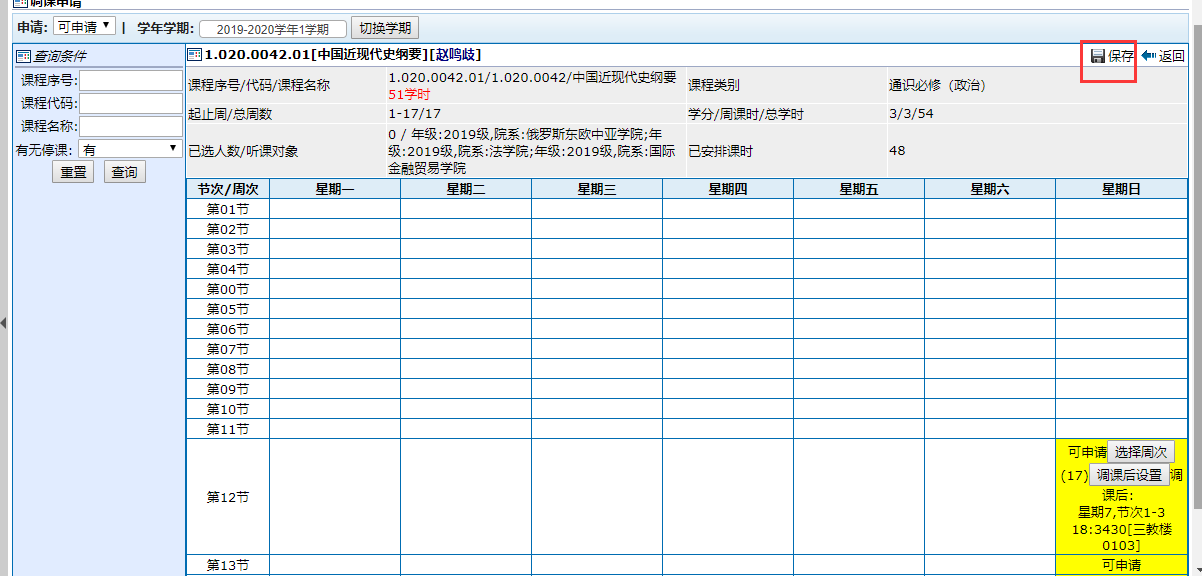 调课申请
申请: 可申请 | 学年学期: 2019-2020学年1学期 切换学期
查询条件
课程序号:
课程代码:
课程名称:
有无停课: 有
重置 查询
1.020.0042.01[中国近现代史纲要][赵鸣歧] 保存 返回
课程序号/代码/课程名称 1.020.0042.01/1.020.0042/中国近现代史纲要 课程类别 通识必修（政治）
51学时
起止周/总周数 1-17/17 学分/周课时/总学时 3/3/54
0 / 年级:2019级,院系:俄罗斯东欧中亚学院;年
已选人数/听课对象 级:2019级,院系:法学院;年级:2019级,院系:国际 已安排课时 48
金融贸易学院
节次/周次 星期一 星期二 星期三 星期四 星期五 星期六 星期日
第01节
第02节
第03节
第04节
第00节
第05节
第06节
第07节
第08节
第09节
第10节
第11节
第12节
可申请 选择周次
(17) 调课后设置 调
课后:
星期7,节次1-3
18:3430[三教楼
0103]
第13节 可申请